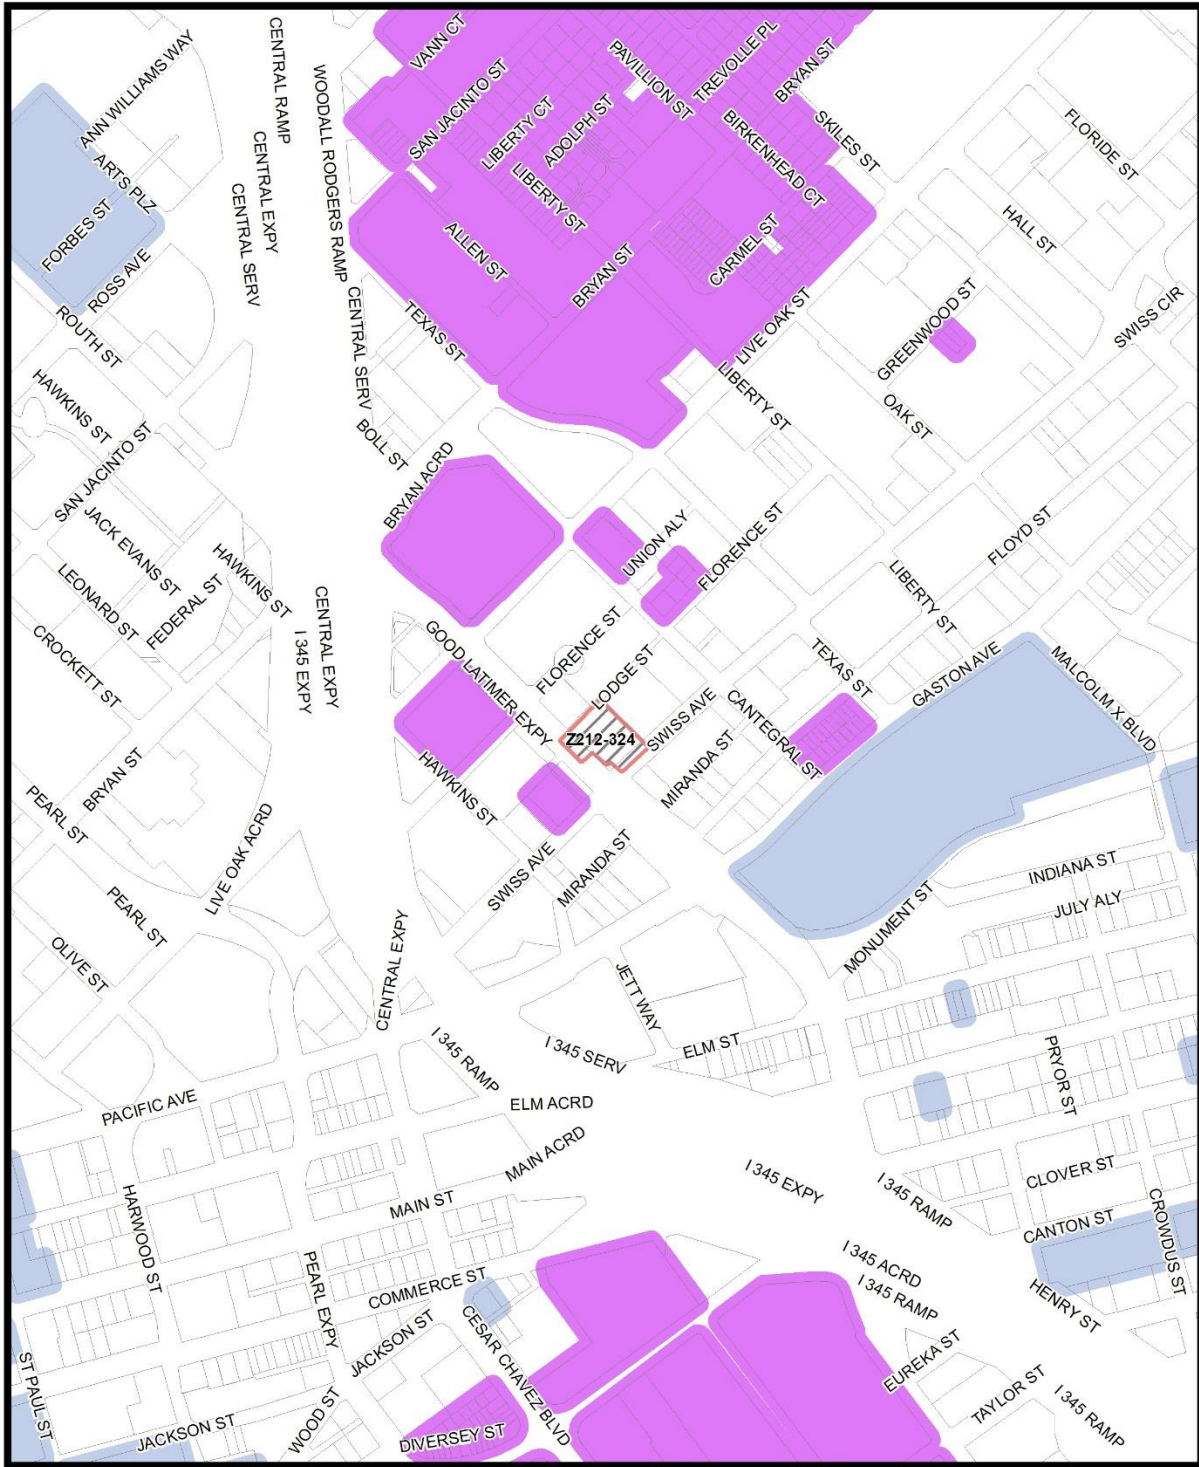 VANN CT
ANN WILLIAMS WAY
CENTRAL RAMP
WOODALL RODGERS RAMP
SAN JACINTO ST
LIBERTY CT
ADOLPH ST
PAVILLION ST
TREVOLLE PL
BRYAN ST
SKILES ST
BIRKENHEAD CT
FLORIDE ST
ARTS PLZ
CENTRAL EXPY
CENTRAL SERV
FORBES ST
LIBERTY ST
HALL ST
ROSS AVE
ALLEN ST
BRYAN ST
CARMEL ST
ROUTH ST
CENTRAL SERV
TEXAS ST
LIVE OAK ST
GREENWOOD ST
SWISS CIR
HAWKINS ST
LIBERTY ST
OAK ST
BOLL ST
SAN JACINTO ST
BRYAN ACRD
JACK EVANS ST
UNION ALY
FLORENCE ST
FLOYD ST
HAWKINS ST
LEONARD ST
FEDERAL ST
LIBERTY ST
CROCKETT ST
CENTRAL EXPY
I 345 EXPY
GOOD LATIMER EXPY
FLORENCE ST
LODGE ST
TEXAS ST
GASTON AVE
MALCOLM X BLVD
SWISS AVE
CANTEGRAL ST
Z212-324
MIRANDA ST
BRYAN ST
HAWKINS ST
PEARL ST
LIVE OAK ACRD
SWISS AVE
MIRANDA ST
INDIANA ST
JULY ALY
PEARL ST
MONUMENT ST
OLIVE ST
CENTRAL EXPY
JETT WAY
I 345 RAMP
I 345 SERV
ELM ST
PRYOR ST
PACIFIC AVE
ELM ACRD
MAIN ACRD
CLOVER ST
I 345 EXPY
I 345 RAMP
HARWOOD ST
MAIN ST
CANTON ST
CROWDUS ST
I 345 ACRD
I 345 RAMP
PEARL EXPY
COMMERCE ST
HENRY ST
CESAR CHAVEZ BLVD
JACKSON ST
EUREKA ST
ST PAUL ST
TAYLOR ST
I 345 RAMP
WOOD ST
JACKSON ST
DIVERSEY ST